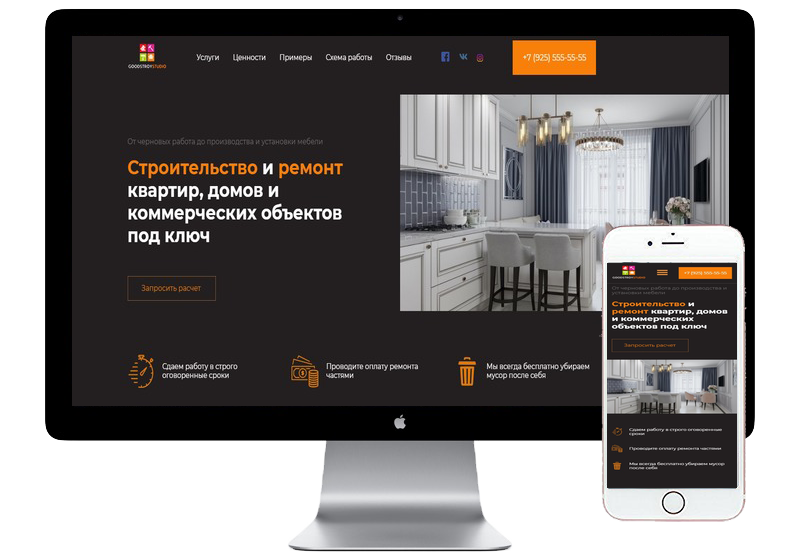 GOODSTROYSTUDIO
Услуги
Ценности
Примеры
Схема работы
Отзывы
+7 (925) 555-55-55
От черновых работа до производства и установки мебели
Строительство и ремонт
квартир, домов и
коммерческих объектов
под ключ
Запросить расчет
Сдаем работу в строго
оговоренные сроки
Проводите оплату ремонта
частями
Мы всегда бесплатно убираем
мусор после себя
GOODSTROYSTUDIO
+7 (925) 555-55-55
От черновых работа до производства и
установки мебели
Строительство и
ремонт квартир, домов
и коммерческих
объектов под ключ
Запросить расчет
Сдаем работу в строго оговоренные
сроки
Проводите оплату ремонта частями
Мы всегда бесплатно убираем мусор
после себя